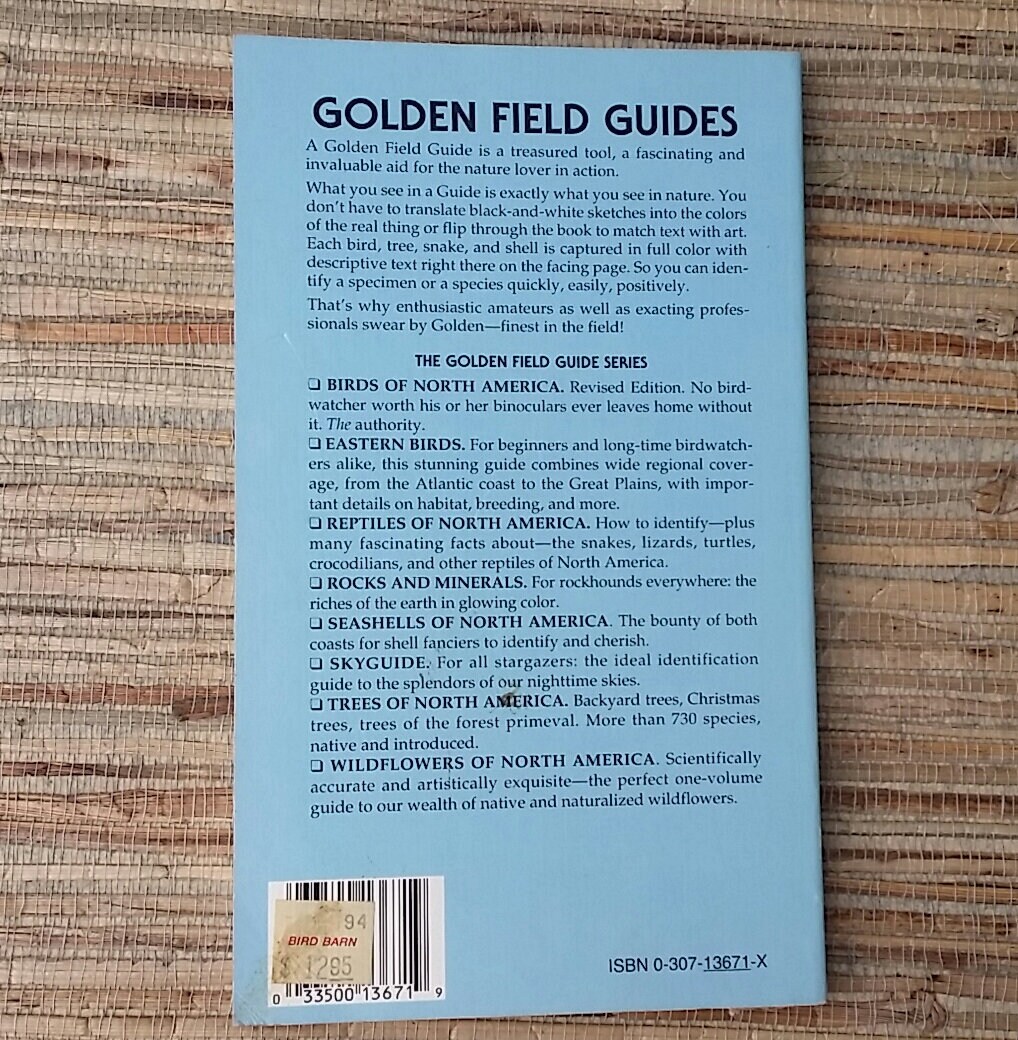 GOLDEN FIELD GUIDES
A Golden Field Guide is a treasured tool, a fascinating and
invaluable aid for the nature lover in action.
What you see in a Guide is exactly what you see in nature. You
don't have to translate black-and-white sketches into the colors
of the real thing or flip through the book to match text with art.
Each bird, tree, snake, and shell is captured in full color with
descriptive text right there on the facing page. So you can iden-
tify a specimen or a species quickly, easily, positively.
That's why enthusiastic amateurs as well as exacting profes-
sionals swear by Golden—finest in the field!
THE GOLDEN FIELD GUIDE SERIES
❏ BIRDS OF NORTH AMERICA. Revised Edition. No bird-
watcher worth his or her binoculars ever leaves home without
it. The authority.
❏ EASTERN BIRDS. For beginners and long-time birdwatch-
ers alike, this stunning guide combines wide regional cover-
age, from the Atlantic coast to the Great Plains, with impor-
tant details on habitat, breeding, and more.
❏ REPTILES OF NORTH AMERICA. How to identify—plus
many fascinating facts about—the snakes, lizards, turtles,
crocodilians, and other reptiles of North America.
❏ ROCKS AND MINERALS. For rockhounds everywhere: the
riches of the earth in glowing color.
❏ SEASHELLS OF NORTH AMERICA. The bounty of both
coasts for shell fanciers to identify and cherish.
❏ SKYGUIDE. For all stargazers: the ideal identification
guide to the splendors of our nighttime skies.
❏ TREES OF NORTH AMERICA. Backyard trees, Christmas
trees, trees of the forest primeval. More than 730 species,
native and introduced.
❏ WILDFLOWERS OF NORTH AMERICA. Scientifically
accurate and artistically exquisite—the perfect one-volume
guide to our wealth of native and naturalized wildflowers.
94
BIRD BARN
$ 1295
0 33500 13671 9
ISBN 0-307-13671-X